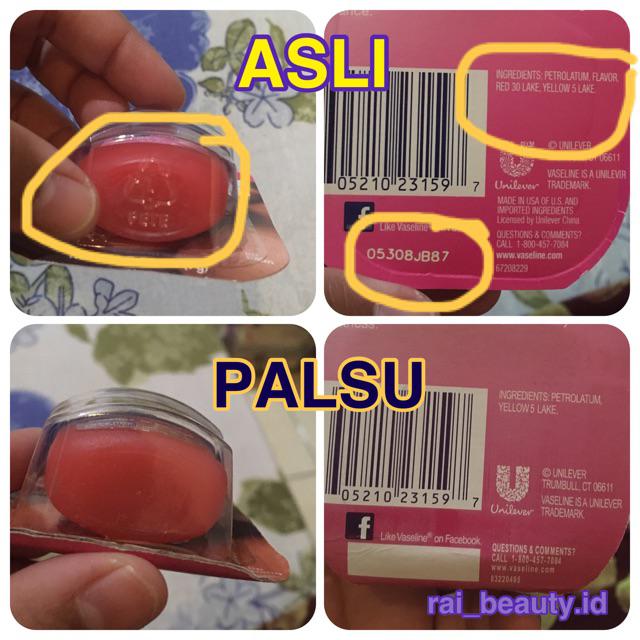 ASLI
INGREDIENTS: PETROLATUM, FLAVOR,
RED 30 LAKE, YELLOW 5 LAKE.
© UNILEVER
CT 06611
VASELINE IS A UNILEVER
TRADEMARK.
Unilever
05210 23159 7
MADE IN USA OF U.S. AND
IMPORTED INGREDIENTS.
Licensed by Unilever China
QUESTIONS & COMMENTS?
CALL 1-800-457-7084
www.vaseline.com
67208229
f
Like Vaseline
05308JB87
PALSU
INGREDIENTS: PETROLATUM,
YELLOW 5 LAKE,
© UNILEVER
TRUMBULL, CT 06611
VASELINE IS A UNILEVER
TRADEMARK.
Unilever
05210 23159 7
f
Like Vaseline® on Facebook
QUESTIONS & COMMENTS?
CALL 1-800-457-7084
www.vaseline.com
rai_beauty.id